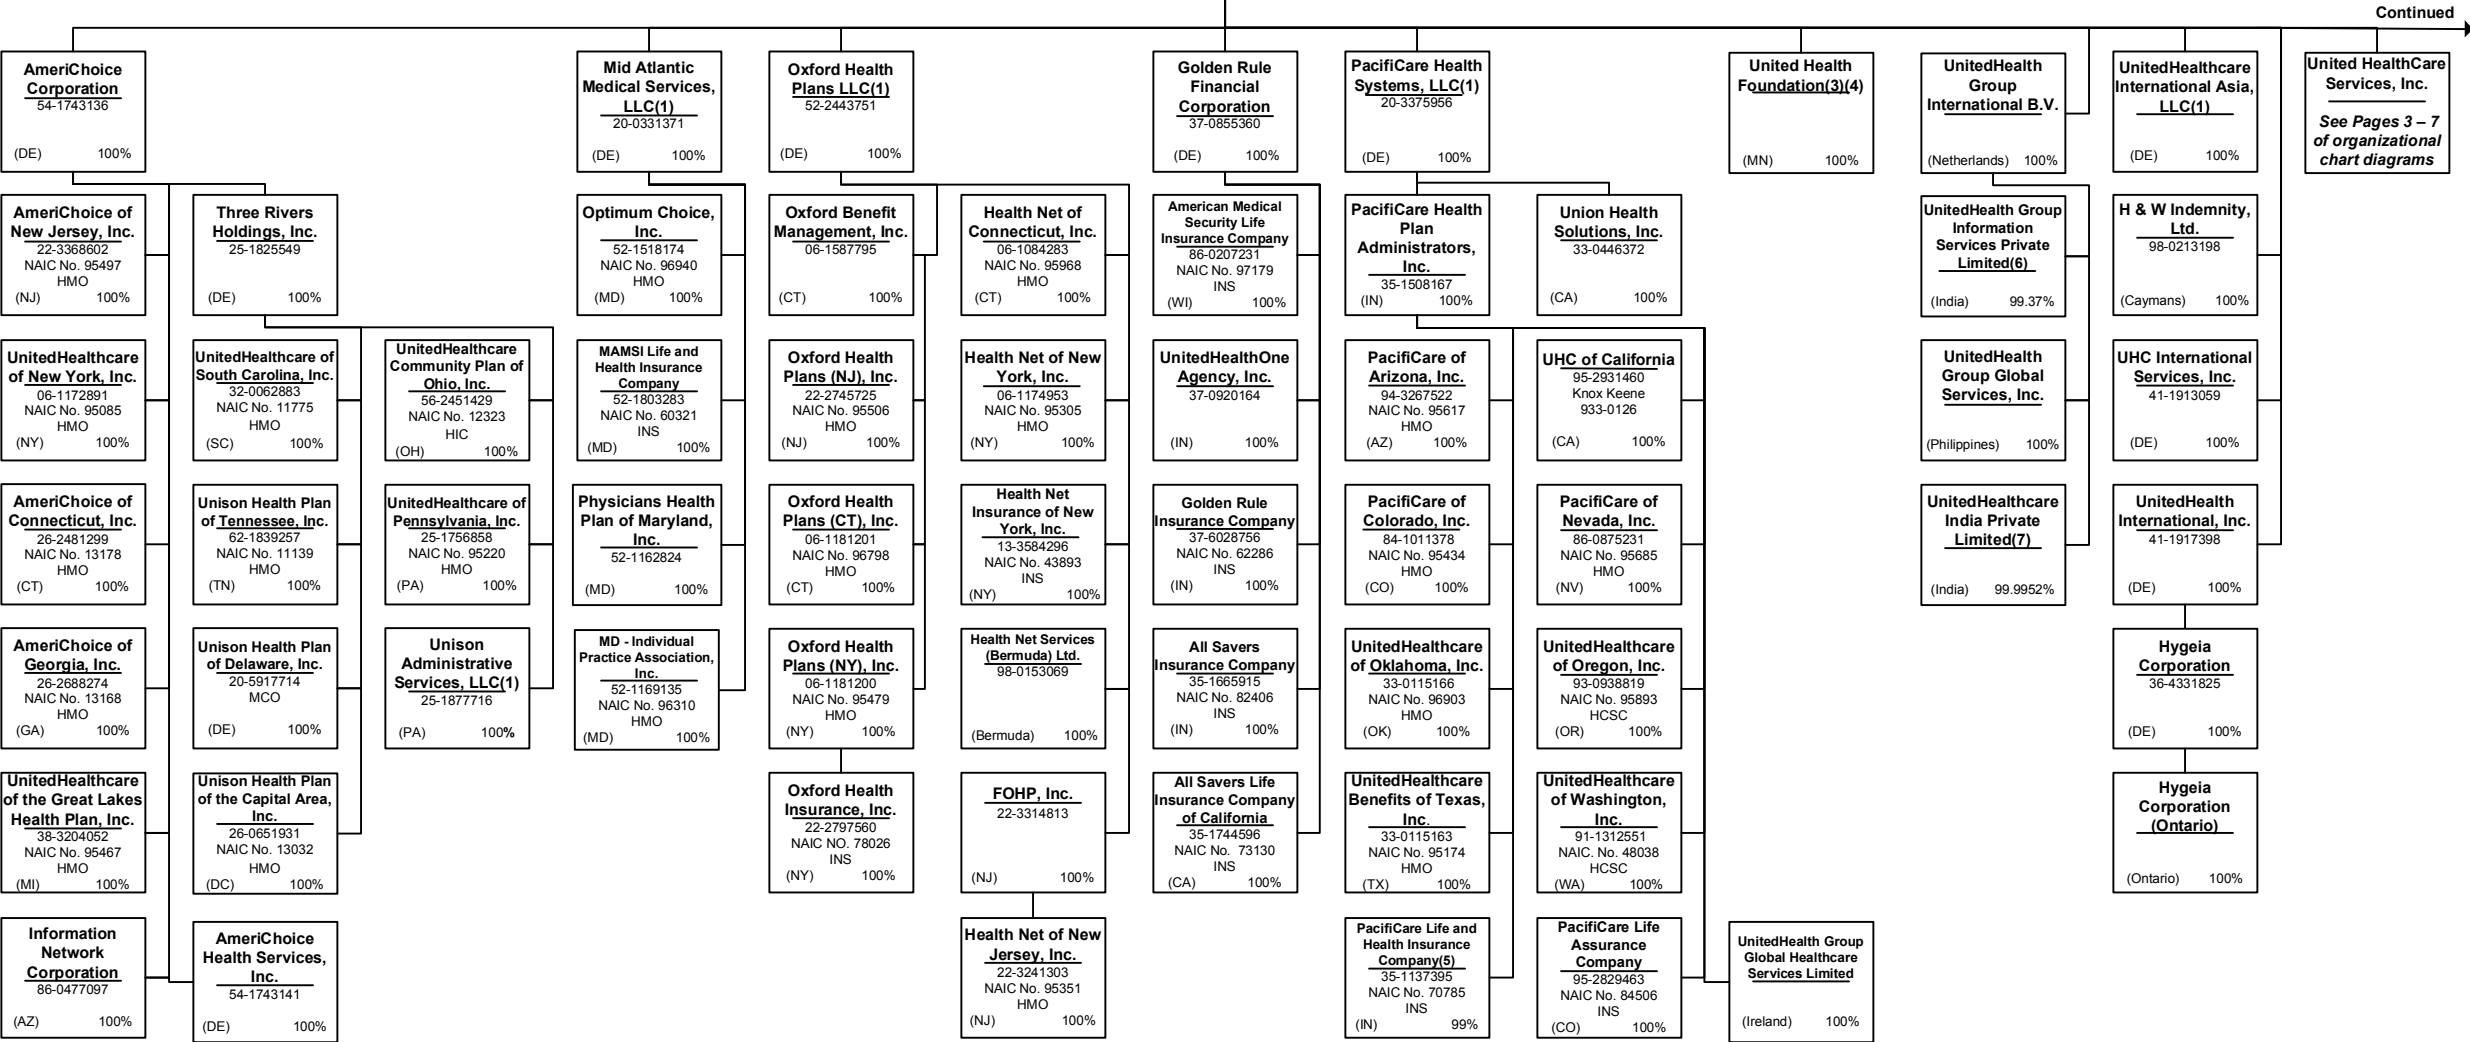 Continued
AmeriChoice
Corporation
54-1743136
(DE) 100%
Mid Atlantic
Medical Services,
LLC(1)
20-0331371
(DE) 100%
Oxford Health
Plans LLC(1)
52-2443751
(DE) 100%
Golden Rule
Financial
Corporation
37-0855360
(DE) 100%
PacifiCare Health
Systems, LLC(1)
20-3375956
(DE) 100%
United Health
Foundation(3)(4)
(MN) 100%
UnitedHealth
Group
International B.V.
(Netherlands) 100%
UnitedHealthcare
International Asia,
LLC(1)
(DE) 100%
United HealthCare
Services, Inc.
See Pages 3 – 7
of organizational
chart diagrams
AmeriChoice of
New Jersey, Inc.
22-3368602
NAIC No. 95497
HMO
(NJ) 100%
Three Rivers
Holdings, Inc.
25-1825549
(DE) 100%
Optimum Choice,
Inc.
52-1518174
NAIC No. 96940
HMO
(MD) 100%
Oxford Benefit
Management, Inc.
06-1587795
(CT) 100%
Health Net of
Connecticut, Inc.
06-1084283
NAIC No. 95968
HMO
(CT) 100%
American Medical
Security Life
Insurance Company
86-0207231
NAIC No. 97179
INS
(WI) 100%
PacifiCare Health
Plan
Administrators,
Inc.
35-1508167
(IN) 100%
Union Health
Solutions, Inc.
33-0446372
(CA) 100%
UnitedHealth Group
Information
Services Private
Limited(6)
(India) 99.37%
H & W Indemnity,
Ltd.
98-0213198
(Caymans) 100%
UnitedHealthcare
of New York, Inc.
06-1172891
NAIC No. 95085
HMO
(NY) 100%
UnitedHealthcare of
South Carolina, Inc.
32-0062883
NAIC No. 11775
HMO
(SC) 100%
UnitedHealthcare
Community Plan of
Ohio, Inc.
56-2451429
NAIC No. 12323
HIC
(OH) 100%
MAMSI Life and
Health Insurance
Company
52-1803283
NAIC No. 60321
INS
(MD) 100%
Oxford Health
Plans (NJ), Inc.
22-2745725
NAIC No. 95506
HMO
(NJ) 100%
Health Net of New
York, Inc.
06-1174953
NAIC No. 95305
HMO
(NY) 100%
UnitedHealthOne
Agency, Inc.
37-0920164
(IN) 100%
PacifiCare of
Arizona, Inc.
94-3267522
NAIC No. 95617
HMO
(AZ) 100%
UHC of California
95-2931460
Knox Keene
933-0126
(CA) 100%
UnitedHealth
Group Global
Services, Inc.
(Philippines) 100%
UHC International
Services, Inc.
41-1913059
(DE) 100%
AmeriChoice of
Connecticut, Inc.
26-2481299
NAIC No. 13178
HMO
(CT) 100%
Unison Health Plan
of Tennessee, Inc.
62-1839257
NAIC No. 11139
HMO
(TN) 100%
UnitedHealthcare of
Pennsylvania, Inc.
25-1756858
NAIC No. 95220
HMO
(PA) 100%
Physicians Health
Plan of Maryland,
Inc.
52-1162824
(MD) 100%
Oxford Health
Plans (CT), Inc.
06-1181201
NAIC No. 96798
HMO
(CT) 100%
Health Net
Insurance of New
York, Inc.
13-3584296
NAIC No. 43893
INS
(NY) 100%
Golden Rule
Insurance Company
37-6028756
NAIC No. 62286
INS
(IN) 100%
PacifiCare of
Colorado, Inc.
84-1011378
NAIC No. 95434
HMO
(CO) 100%
PacifiCare of
Nevada, Inc.
86-0875231
NAIC No. 95685
HMO
(NV) 100%
UnitedHealthcare
India Private
Limited(7)
(India) 99.9952%
UnitedHealth
International, Inc.
41-1917398
(DE) 100%
AmeriChoice of
Georgia, Inc.
26-2688274
NAIC No. 13168
HMO
(GA) 100%
Unison Health Plan
of Delaware, Inc.
20-5917714
MCO
(DE) 100%
Unison
Administrative
Services, LLC(1)
25-1877716
(PA) 100%
MD - Individual
Practice Association,
Inc.
52-1169135
NAIC No. 96310
HMO
(MD) 100%
Oxford Health
Plans (NY), Inc.
06-1181200
NAIC No. 95479
HMO
(NY) 100%
Health Net Services
(Bermuda) Ltd.
98-0153069
(Bermuda) 100%
All Savers
Insurance Company
35-1665915
NAIC No. 82406
INS
(IN) 100%
UnitedHealthcare
of Oklahoma, Inc.
33-0115166
NAIC No. 96903
HMO
(OK) 100%
UnitedHealthcare
of Oregon, Inc.
93-0938819
NAIC No. 95893
HCSC
(OR) 100%
Hygeia
Corporation
36-4331825
(DE) 100%
UnitedHealthcare
of the Great Lakes
Health Plan, Inc.
38-3204052
NAIC No. 95467
HMO
(MI) 100%
Unison Health Plan
of the Capital Area,
Inc.
26-0651931
NAIC No. 13032
HMO
(DC) 100%
Oxford Health
Insurance, Inc.
22-2797560
NAIC NO. 78026
INS
(NY) 100%
FOHP, Inc.
22-3314813
(NJ) 100%
All Savers Life
Insurance Company
of California
35-1744596
NAIC No. 73130
INS
(CA) 100%
UnitedHealthcare
Benefits of Texas,
Inc.
33-0115163
NAIC No. 95174
HMO
(TX) 100%
UnitedHealthcare
of Washington,
Inc.
91-1312551
NAIC. No. 48038
HCSC
(WA) 100%
Hygeia
Corporation
(Ontario)
(Ontario) 100%
Information
Network
Corporation
86-0477097
(AZ) 100%
AmeriChoice
Health Services,
Inc.
54-1743141
(DE) 100%
Health Net of New
Jersey, Inc.
22-3241303
NAIC No. 95351
HMO
(NJ) 100%
PacifiCare Life and
Health Insurance
Company(5)
35-1137395
NAIC No. 70785
INS
(IN) 99%
PacifiCare Life
Assurance
Company
95-2829463
NAIC No. 84506
INS
(CO) 100%
UnitedHealth Group
Global Healthcare
Services Limited
(Ireland) 100%